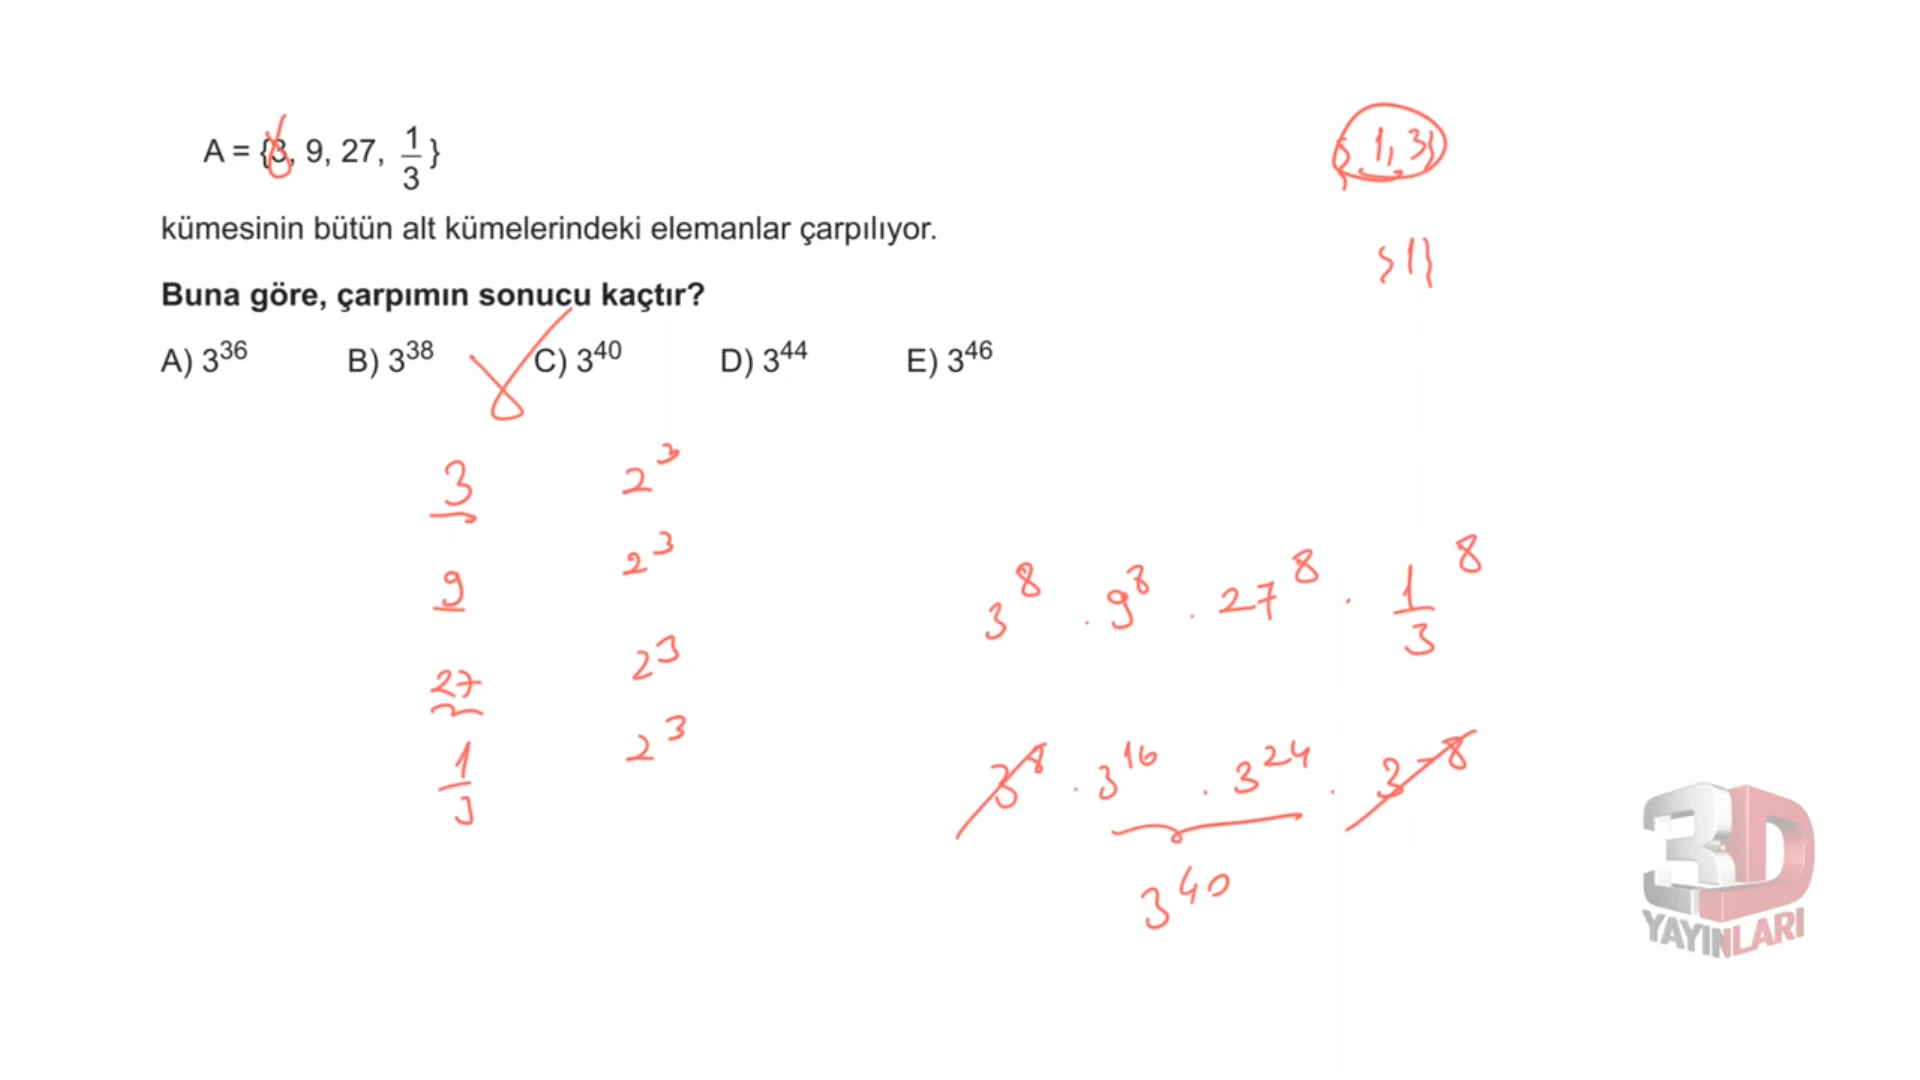 A = {3, 9, 27, 1/3}
{1, 3}
kümesinin bütün alt kümelerindeki elemanlar çarpılıyor.
{1}
Buna göre, çarpımın sonucu kaçtır?
A) 3^36 B) 3^38 C) 3^40 D) 3^44 E) 3^46
3 2^3
9 2^3
27 2^3
1/3 2^3
3^8 . 9^8 . 27^8 . 1/3^8
3^8 . 3^16 . 3^24 . 3^-8
3^40
3D
YAYINLARI